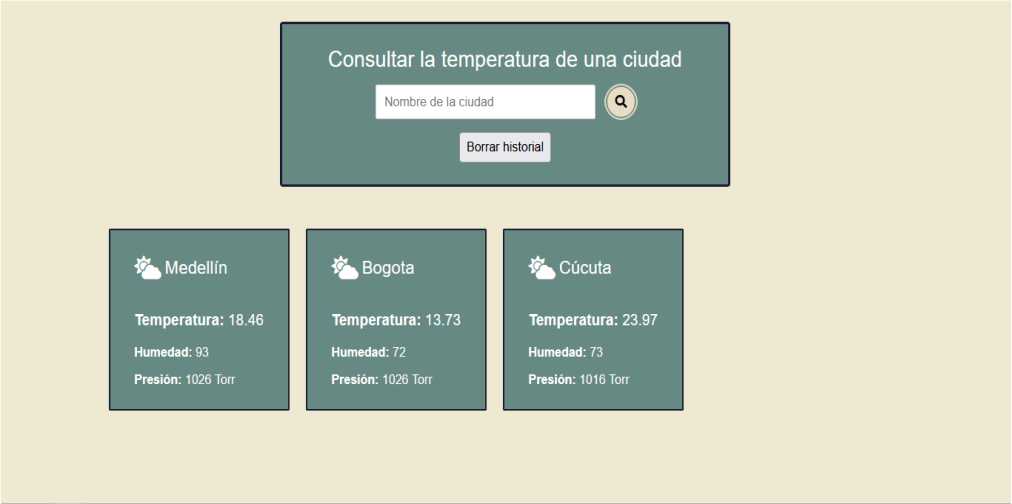 Consultar la temperatura de una ciudad
Nombre de la ciudad
Borrar historial
Medellín
Temperatura: 18.46
Humedad: 93
Presión: 1026 Torr
Bogota
Temperatura: 13.73
Humedad: 72
Presión: 1026 Torr
Cúcuta
Temperatura: 23.97
Humedad: 73
Presión: 1016 Torr